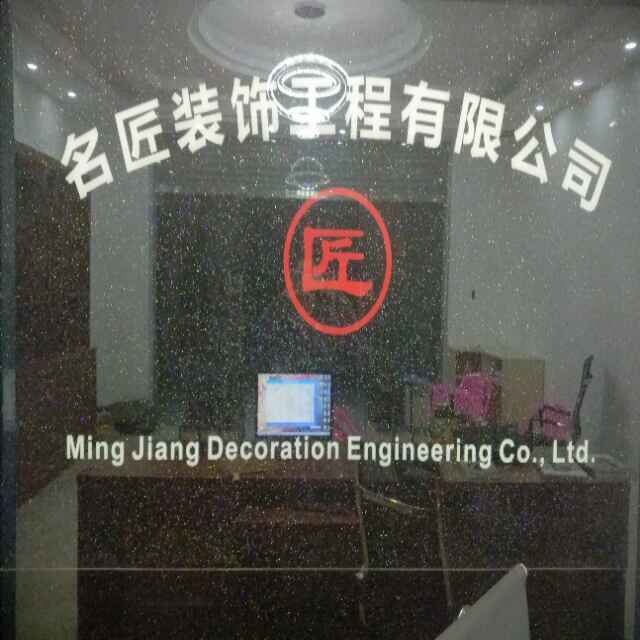 名匠装饰工程有限公司
匠
Ming Jiang Decoration Engineering Co., Ltd.